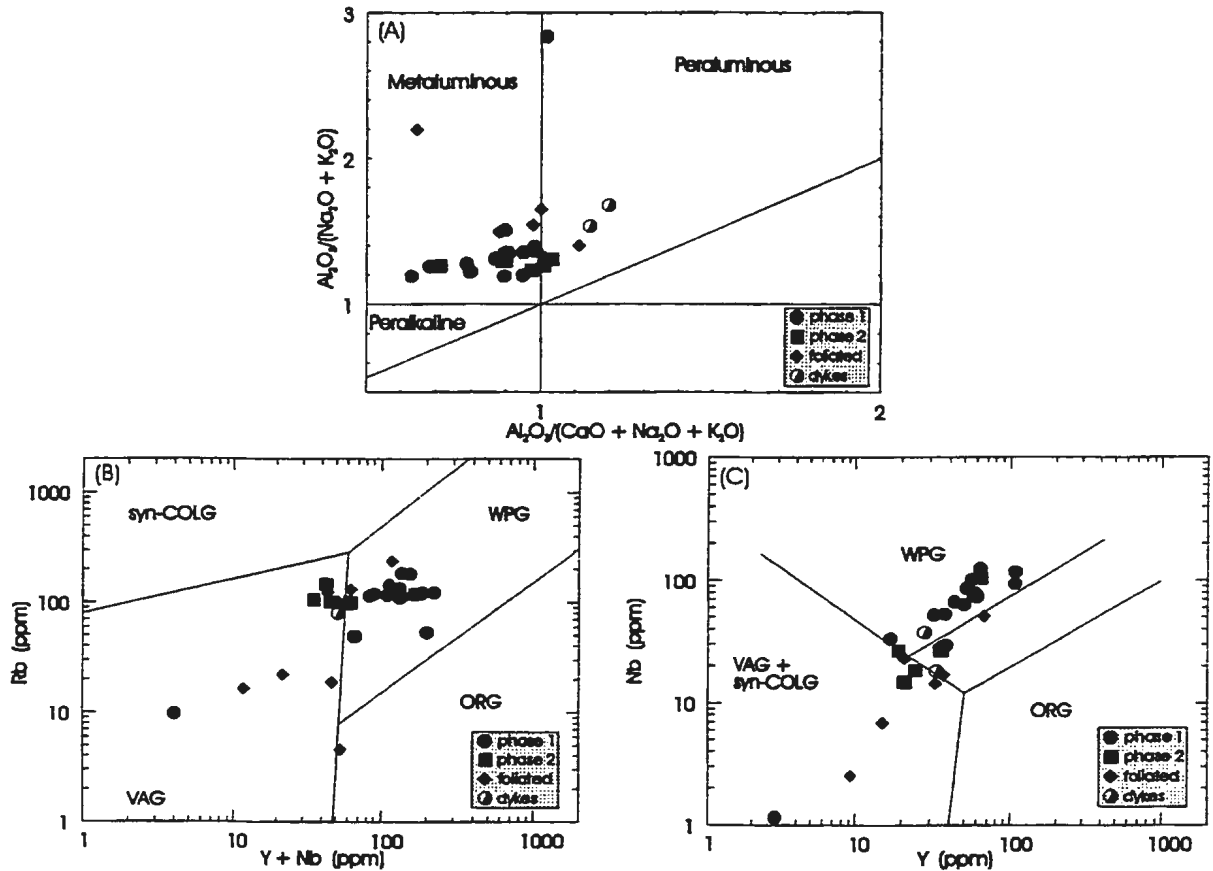 (A)
3
2
1
Metaluminous
Peraluminous
Peralkaline
Al₂O₃/(Na₂O + K₂O)
phase 1
phase 2
foliated
dykes
1
2
Al₂O₃/(CaO + Na₂O + K₂O)
(B)
1000
100
10
1
Rb (ppm)
syn-COLG
WPG
ORG
VAG
phase 1
phase 2
foliated
dykes
1
10
100
1000
Y + Nb (ppm)
(C)
1000
100
10
1
Nb (ppm)
WPG
VAG +
syn-COLG
ORG
phase 1
phase 2
foliated
dykes
1
10
100
1000
Y (ppm)